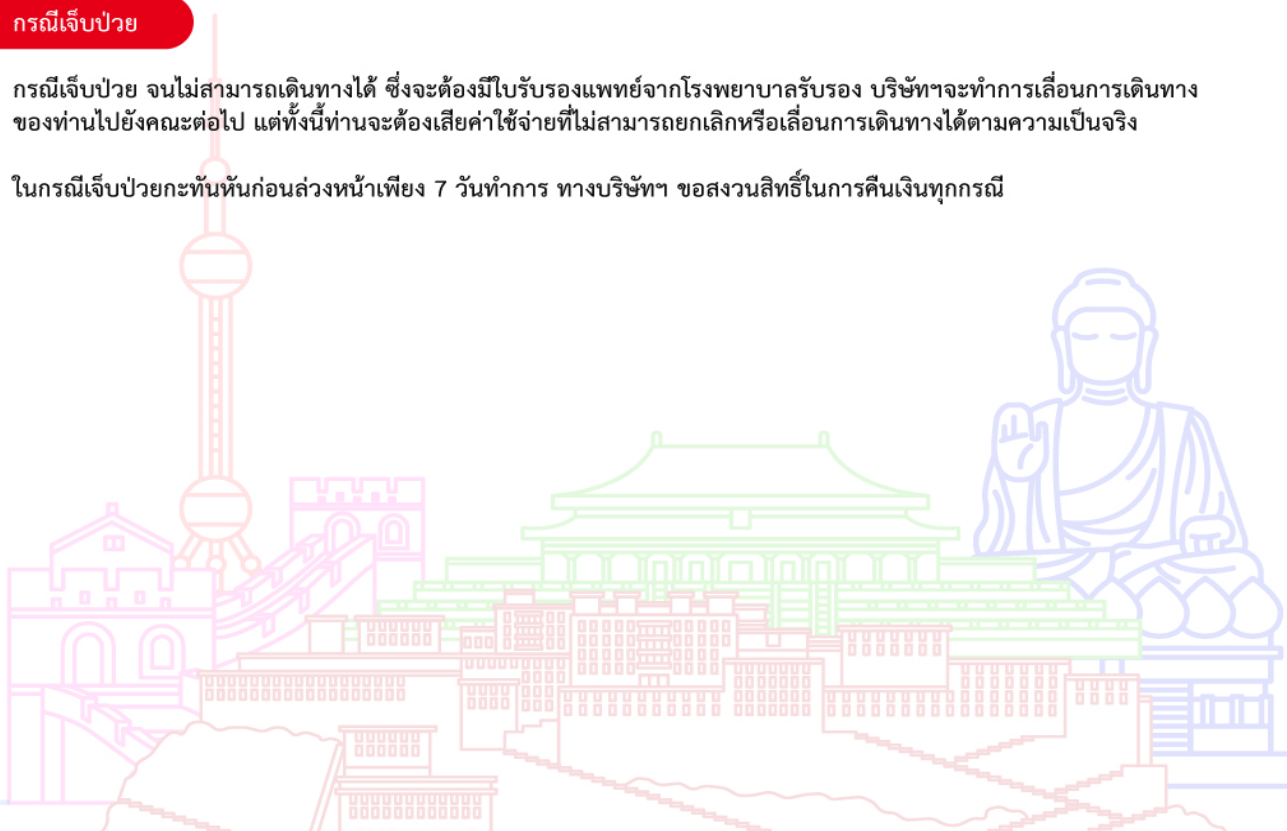 กรณีเจ็บป่วย
กรณีเจ็บป่วย จนไม่สามารถเดินทางได้ ซึ่งจะต้องมีใบรับรองแพทย์จากโรงพยาบาลรับรอง บริษัทฯจะทำการเลื่อนการเดินทาง
ของท่านไปยังคณะต่อไป แต่ทั้งนี้ท่านจะต้องเสียค่าใช้จ่ายที่ไม่สามารถยกเลิกหรือเลื่อนการเดินทางได้ตามความเป็นจริง
ในกรณีเจ็บป่วยกะทันหันก่อนล่วงหน้าเพียง 7 วันทำการ ทางบริษัทฯ ขอสงวนสิทธิ์ในการคืนเงินทุกกรณี